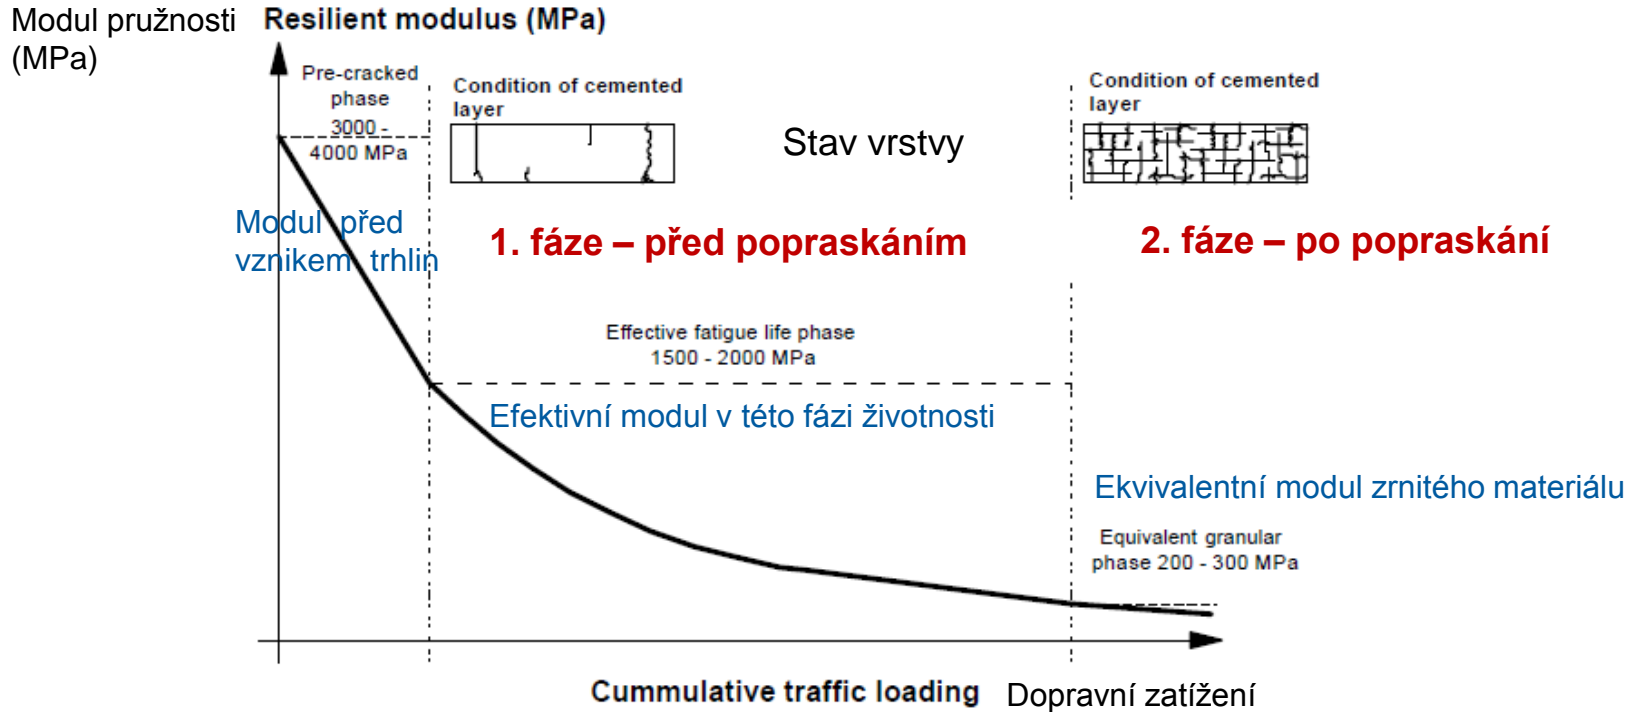 Modul pružnosti
(MPa)
Resilient modulus (MPa)
Pre-cracked
phase
3000 -
4000 MPa
Condition of cemented
layer
Stav vrstvy
Condition of cemented
layer
Modul před
vznikem trhlin
1. fáze – před popraskáním
2. fáze – po popraskání
Effective fatigue life phase
1500 - 2000 MPa
Efektivní modul v této fázi životnosti
Ekvivalentní modul zrnitého materiálu
Equivalent granular
phase 200 - 300 MPa
Cummulative traffic loading
Dopravní zatížení